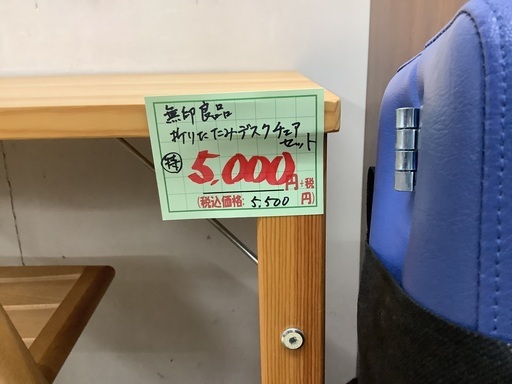 無印良品
折りたたみデスクチェア
セット
特 5,000円+税
(税込価格: 5,500 円)